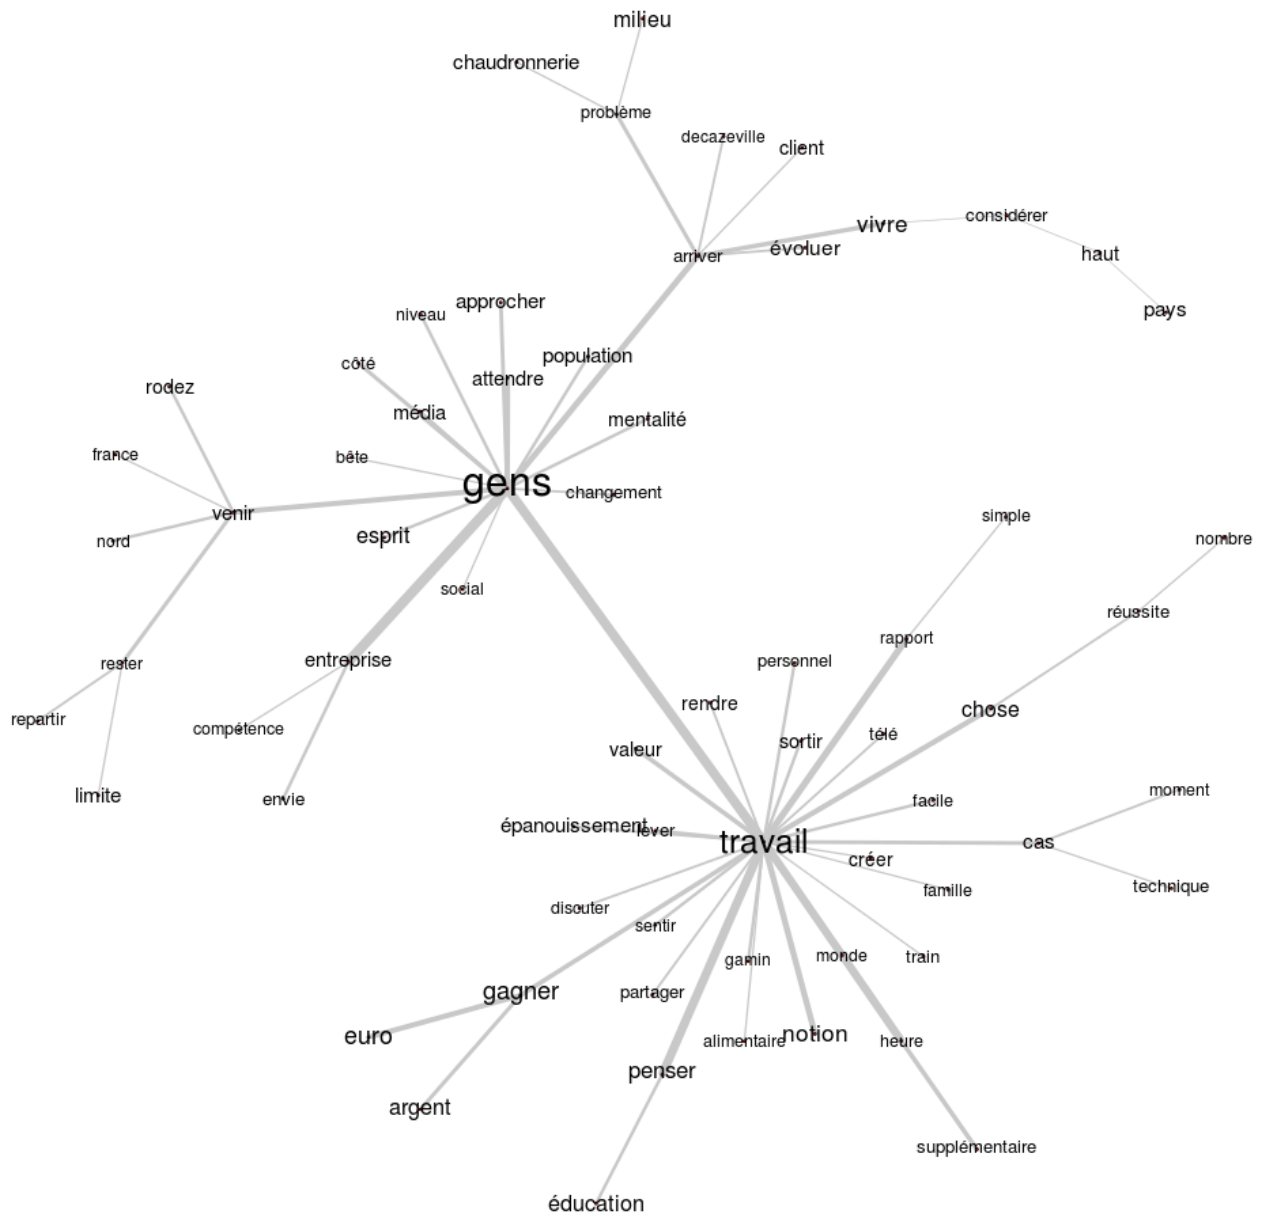 milieu
chaudronnerie
problème
decazeville
client
considérer
vivre
évoluer
haut
arriver
approcher
pays
niveau
population
côté
attendre
rodez
média
mentalité
france
bête
gens
changement
venir
simple
esprit
nord
nombre
social
réussite
rapport
entreprise
personnel
rester
rendre
chose
repartir
compétence
télé
sortir
valeur
moment
limite
envie
facile
épanouissement
lever
travail
cas
créer
technique
famille
discuter
sentir
monde
train
gamin
gagner
partager
notion
euro
alimentaire
heure
penser
argent
supplémentaire
éducation